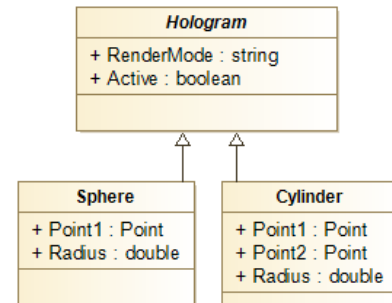 Hologram
+ RenderMode : string
+ Active : boolean
Sphere
+ Point1 : Point
+ Radius : double
Cylinder
+ Point1 : Point
+ Point2 : Point
+ Radius : double